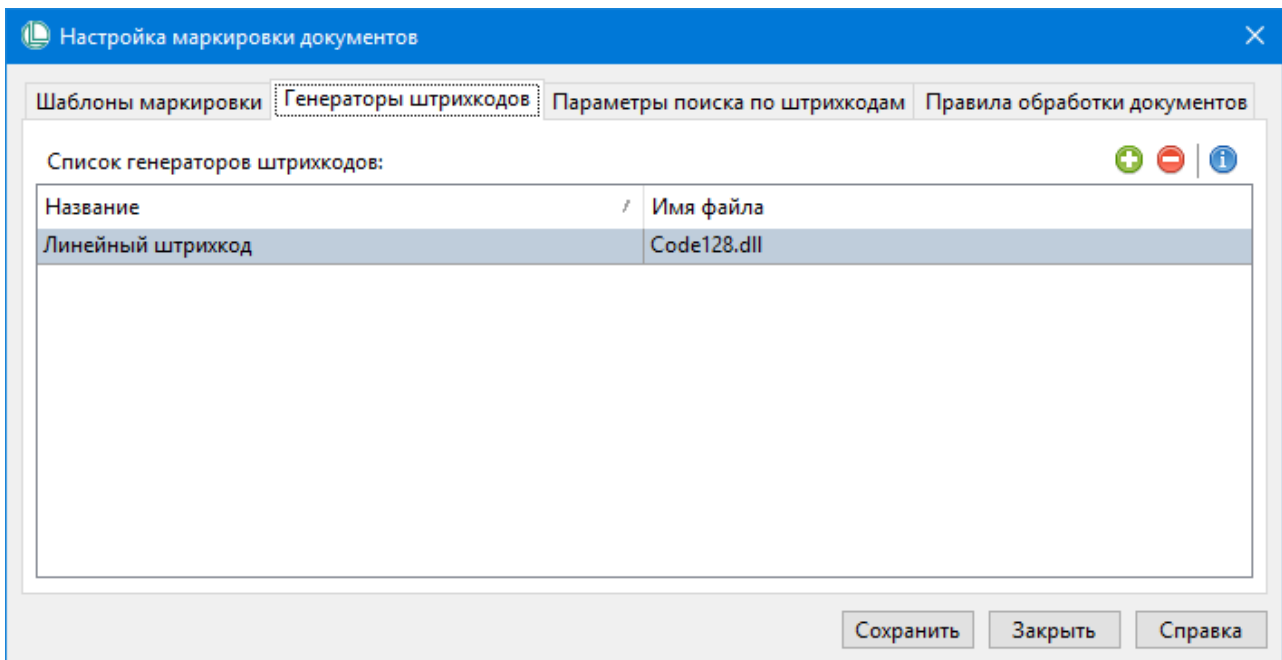 Настройка маркировки документов
Шаблоны маркировки Генераторы штрихкодов Параметры поиска по штрихкодам Правила обработки документов
Список генераторов штрихкодов:
Название Имя файла
Линейный штрихкод Code128.dll
Сохранить Закрыть Справка